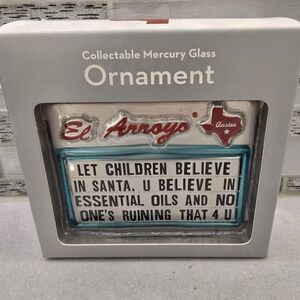 Collectable Mercury Glass
Ornament
El Arroyo®
Austin
LET CHILDREN BELIEVE
IN SANTA. U BELIEVE IN
ESSENTIAL OILS AND NO
ONE'S RUINING THAT 4 U!